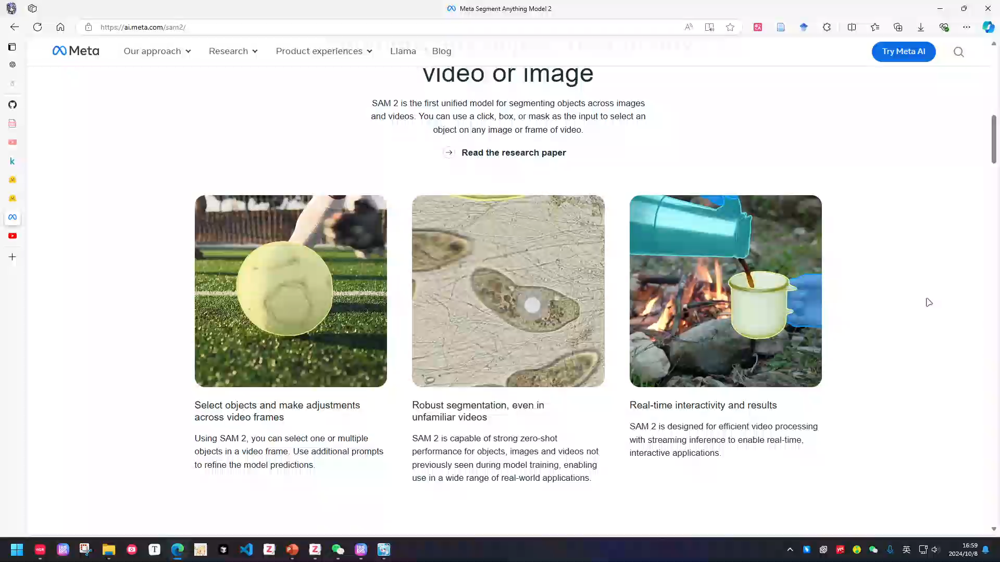 Meta Segment Anything Model 2
https://ai.meta.com/sam2/
Meta
Our approach
Research
Product experiences
Llama
Blog
Try Meta AI
video or image
SAM 2 is the first unified model for segmenting objects across images
and videos. You can use a click, box, or mask as the input to select an
object on any image or frame of video.
Read the research paper
Select objects and make adjustments
across video frames
Using SAM 2, you can select one or multiple
objects in a video frame. Use additional prompts
to refine the model predictions.
Robust segmentation, even in
unfamiliar videos
SAM 2 is capable of strong zero-shot
performance for objects, images and videos not
previously seen during model training, enabling
use in a wide range of real-world applications.
Real-time interactivity and results
SAM 2 is designed for efficient video processing
with streaming inference to enable real-time,
interactive applications.
英
16:59
2024/10/8